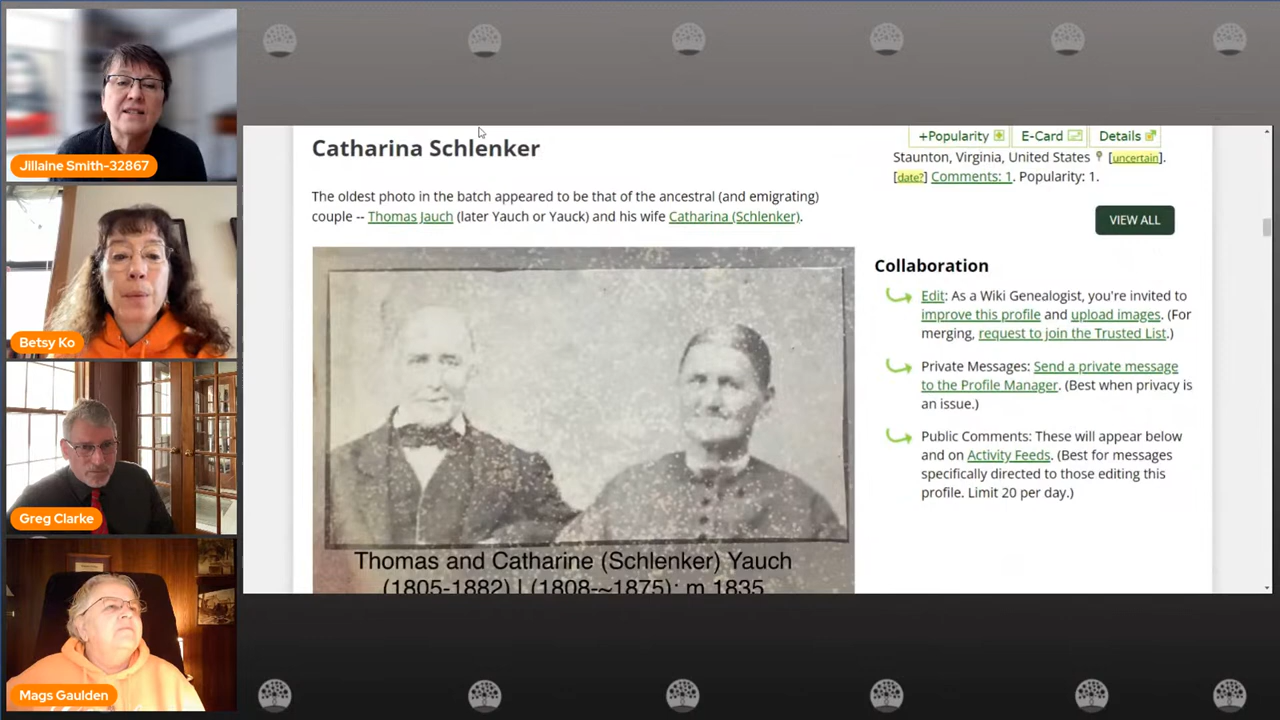 Jillaine Smith-32867
Betsy Ko
Greg Clarke
Mags Gaulden
Catharina Schlenker
The oldest photo in the batch appeared to be that of the ancestral (and emigrating)
couple -- Thomas Jauch (later Yauch or Yauck) and his wife Catharina (Schlenker).
Thomas and Catharine (Schlenker) Yauch
(1805-1882) | (1808-~1875); m 1835
+Popularity E-Card Details
Staunton, Virginia, United States [uncertain].
[date?] Comments: 1. Popularity: 1.
VIEW ALL
Collaboration
Edit: As a Wiki Genealogist, you're invited to
improve this profile and upload images. (For
merging, request to join the Trusted List.)
Private Messages: Send a private message
to the Profile Manager. (Best when privacy is
an issue.)
Public Comments: These will appear below
and on Activity Feeds. (Best for messages
specifically directed to those editing this
profile. Limit 20 per day.)